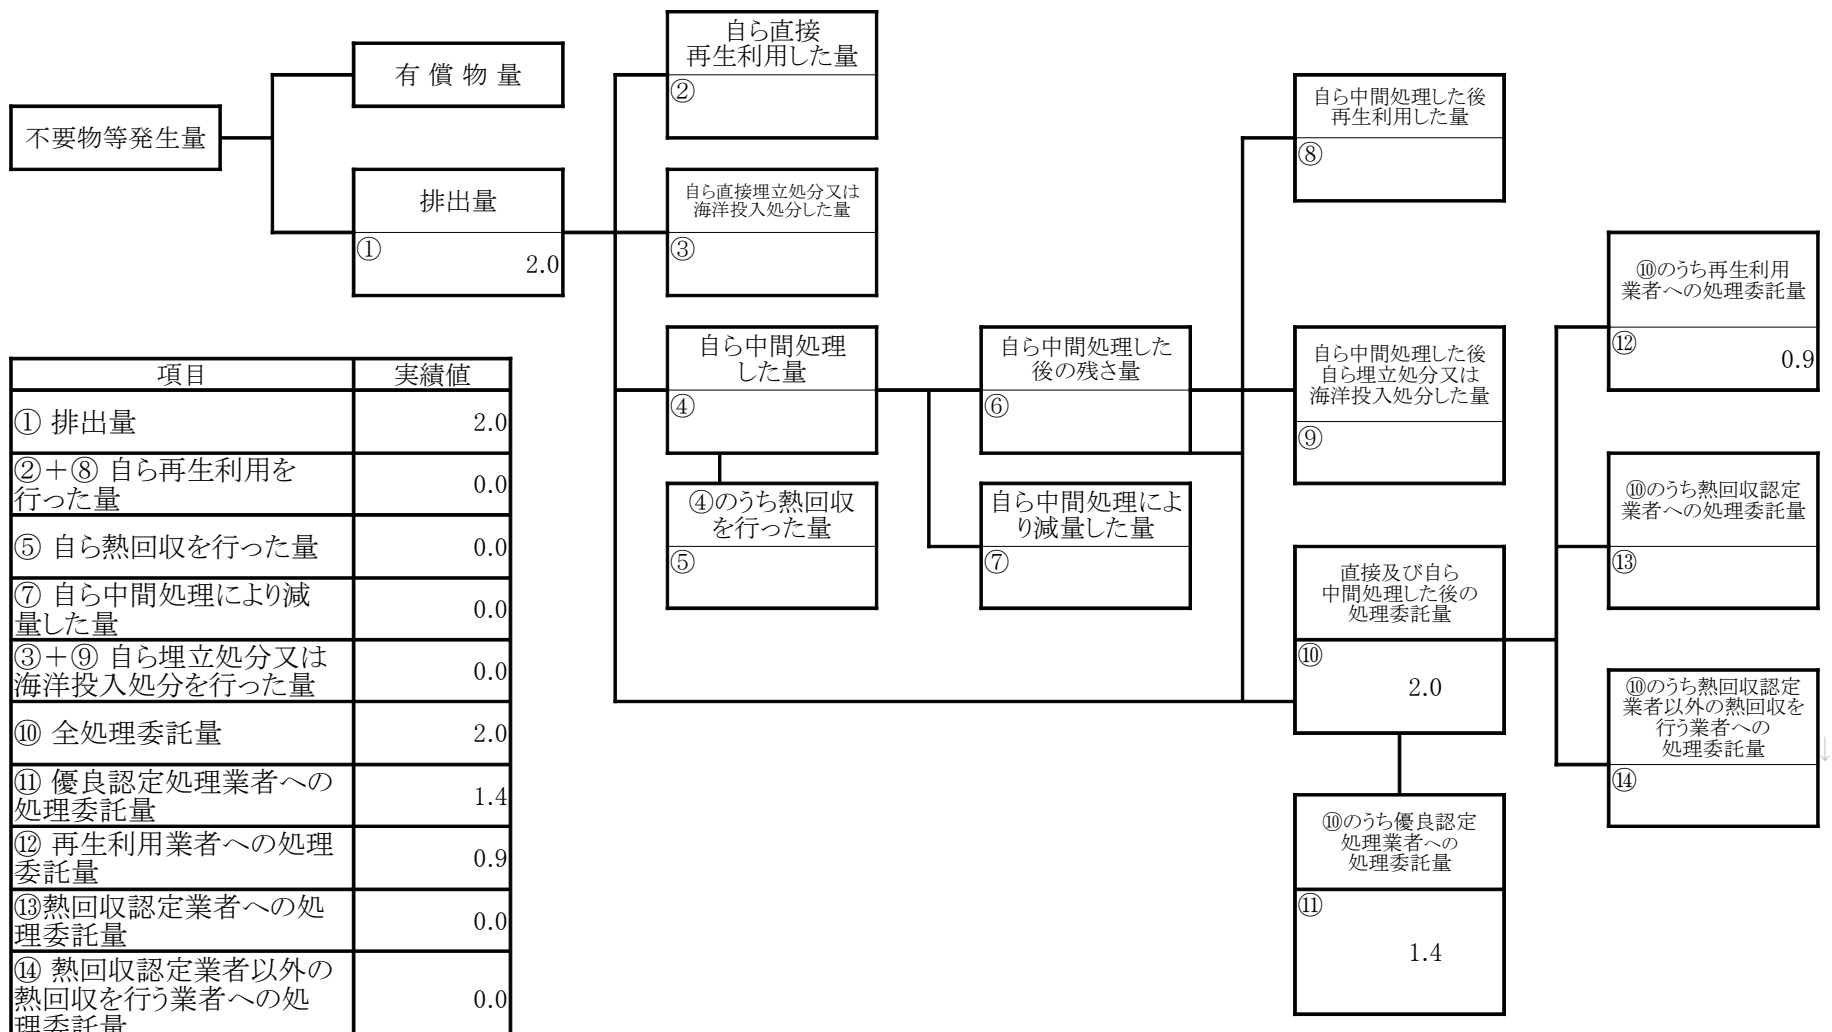 不要物等発生量
有 償 物 量
排出量
①
2.0
自ら直接
再生利用した量
②
自ら直接埋立処分又は
海洋投入処分した量
③
自ら中間処理
した量
④
④のうち熱回収
を行った量
⑤
自ら中間処理した
後の残さ量
⑥
自ら中間処理によ
り減量した量
⑦
自ら中間処理した後
再生利用した量
⑧
自ら中間処理した後
自ら埋立処分又は
海洋投入処分した量
⑨
直接及び自ら
中間処理した後の
処理委託量
⑩
2.0
⑩のうち優良認定
処理業者への
処理委託量
⑪
1.4
⑩のうち再生利用
業者への処理委託量
⑫
0.9
⑩のうち熱回収認定
業者への処理委託量
⑬
⑩のうち熱回収認定
業者以外の熱回収を
行う業者への
処理委託量
⑭
↓
項目 実績値
① 排出量 2.0
②＋⑧ 自ら再生利用を
行った量 0.0
⑤ 自ら熱回収を行った量 0.0
⑦ 自ら中間処理により減
量した量 0.0
③＋⑨ 自ら埋立処分又は
海洋投入処分を行った量 0.0
⑩ 全処理委託量 2.0
⑪ 優良認定処理業者への
処理委託量 1.4
⑫ 再生利用業者への処理
委託量 0.9
⑬熱回収認定業者への処
理委託量 0.0
⑭ 熱回収認定業者以外の
熱回収を行う業者への処 0.0
理委託量